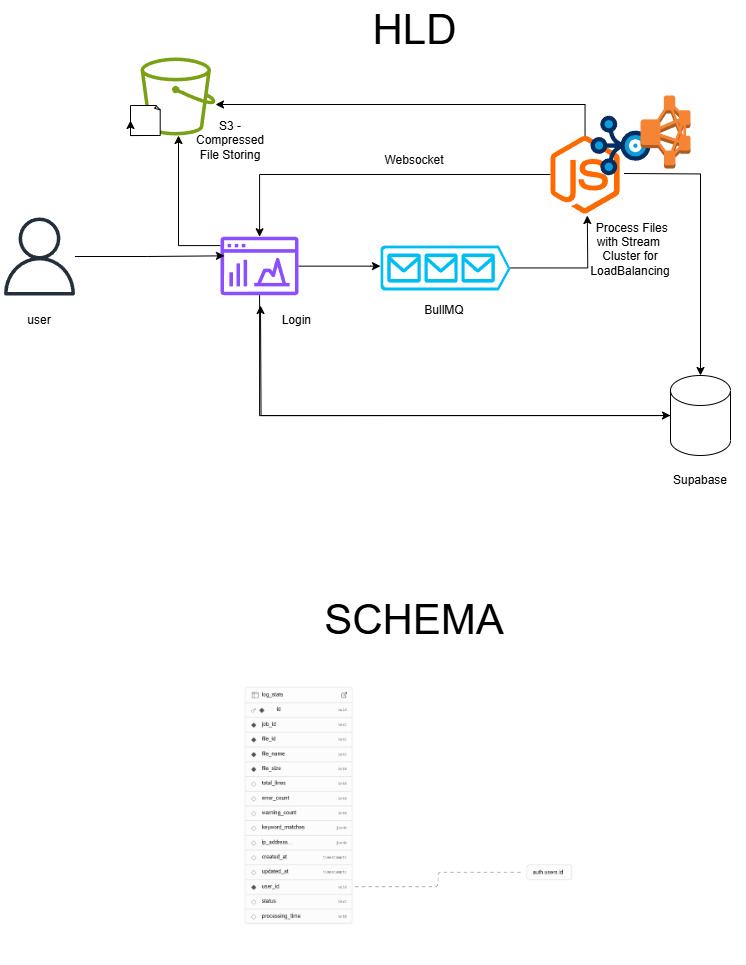 HLD
S3 -
Compressed
File Storing
Websocket
JS
Process Files
with Stream
Cluster for
LoadBalancing
user
Login
BullMQ
Supabase
SCHEMA
log_stats
id uuid
job_id text
file_id text
file_name text
file_size int8
total_lines int8
error_count int8
warning_count int8
keyword_matches jsonb
ip_address... jsonb
created_at timestamptz
updated_at timestamptz
user_id uuid
auth.users.id
status text
processing_time int8